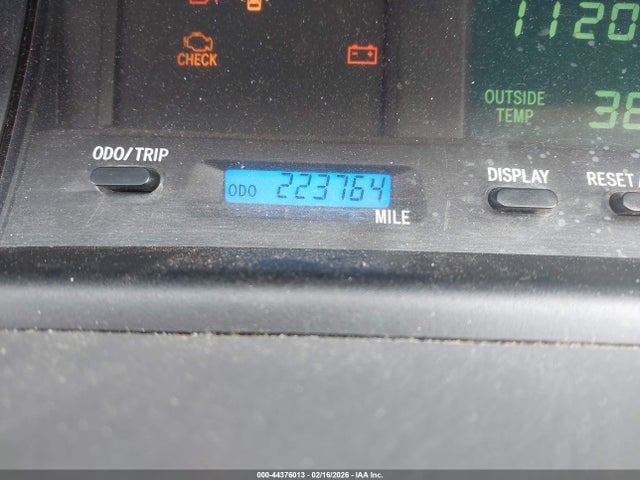 1120
CHECK
OUTSIDE
TEMP
38
ODO/TRIP
ODO 223764
MILE
DISPLAY
RESET/
000-44376013 - 02/16/2026 - IAA Inc.